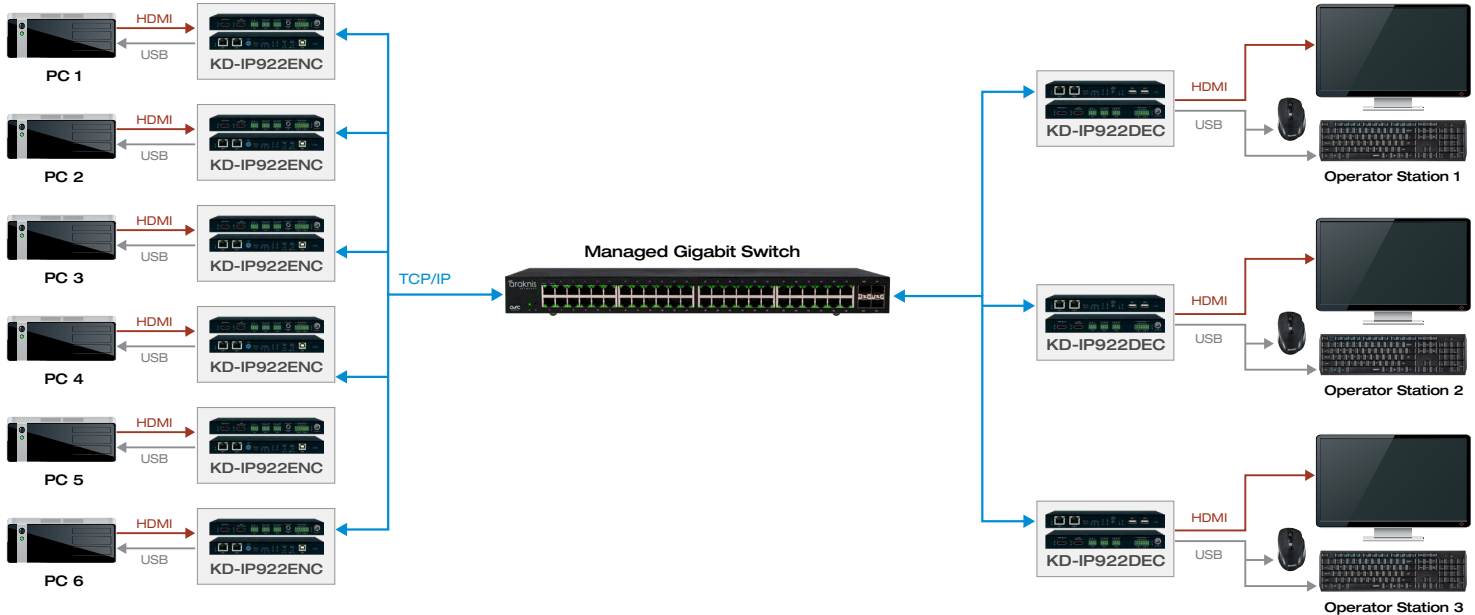 HDMI
USB
PC 1
KD-IP922ENC
HDMI
USB
PC 2
KD-IP922ENC
HDMI
USB
PC 3
KD-IP922ENC
HDMI
USB
PC 4
KD-IP922ENC
HDMI
USB
PC 5
KD-IP922ENC
HDMI
USB
PC 6
KD-IP922ENC
TCP/IP
Managed Gigabit Switch
araknis
OvrC
KD-IP922DEC
HDMI
USB
Operator Station 1
KD-IP922DEC
HDMI
USB
Operator Station 2
KD-IP922DEC
HDMI
USB
Operator Station 3